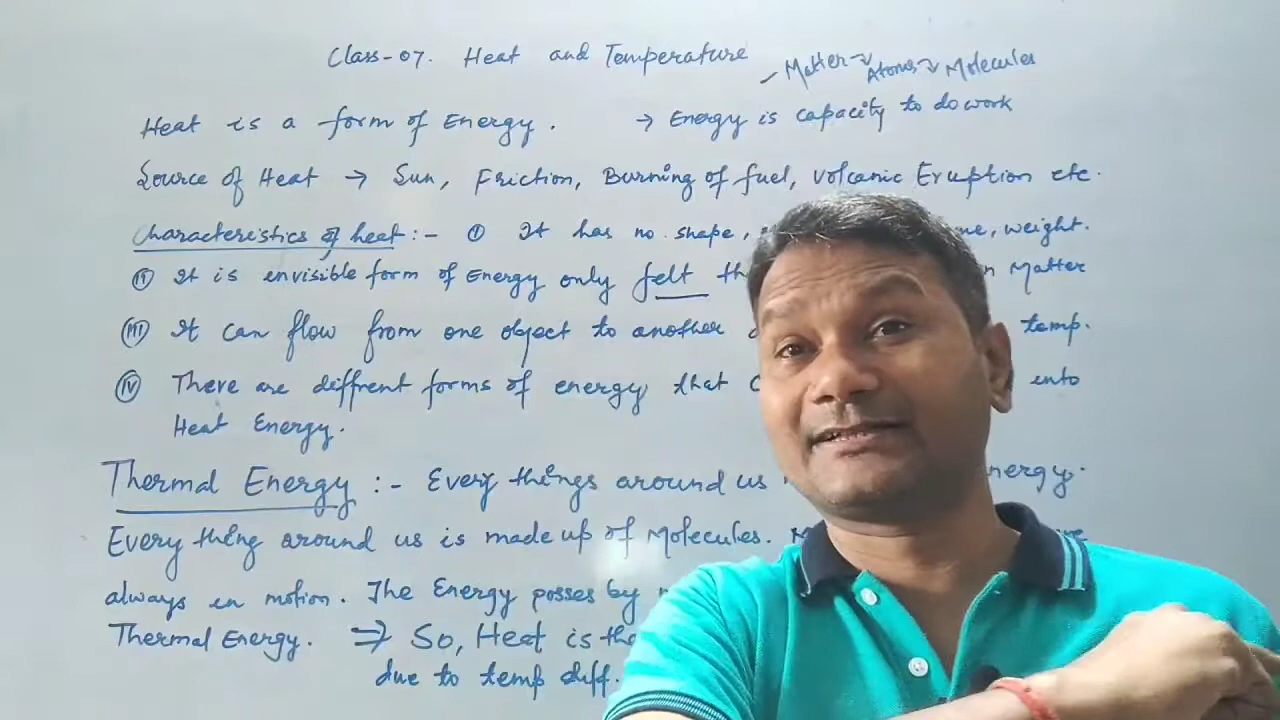 Class-07. Heat and Temperature
Matter → Atoms → Molecules
Heat is a form of Energy. → Energy is capacity to do work
Source of Heat → Sun, Friction, Burning of fuel, Volcanic Eruption etc.
Characteristics of heat :- (I) It has no shape, weight.
(II) It is envisible form of Energy only felt Matter
(III) It can flow from one object to another temp.
(IV) There are diffrent forms of energy that ento
Heat Energy.
Thermal Energy :- Every things around us
Every thing around us is made up of Molecules.
always in motion. The Energy posses by
Thermal Energy. ⇒ So, Heat is
due to temp diff.